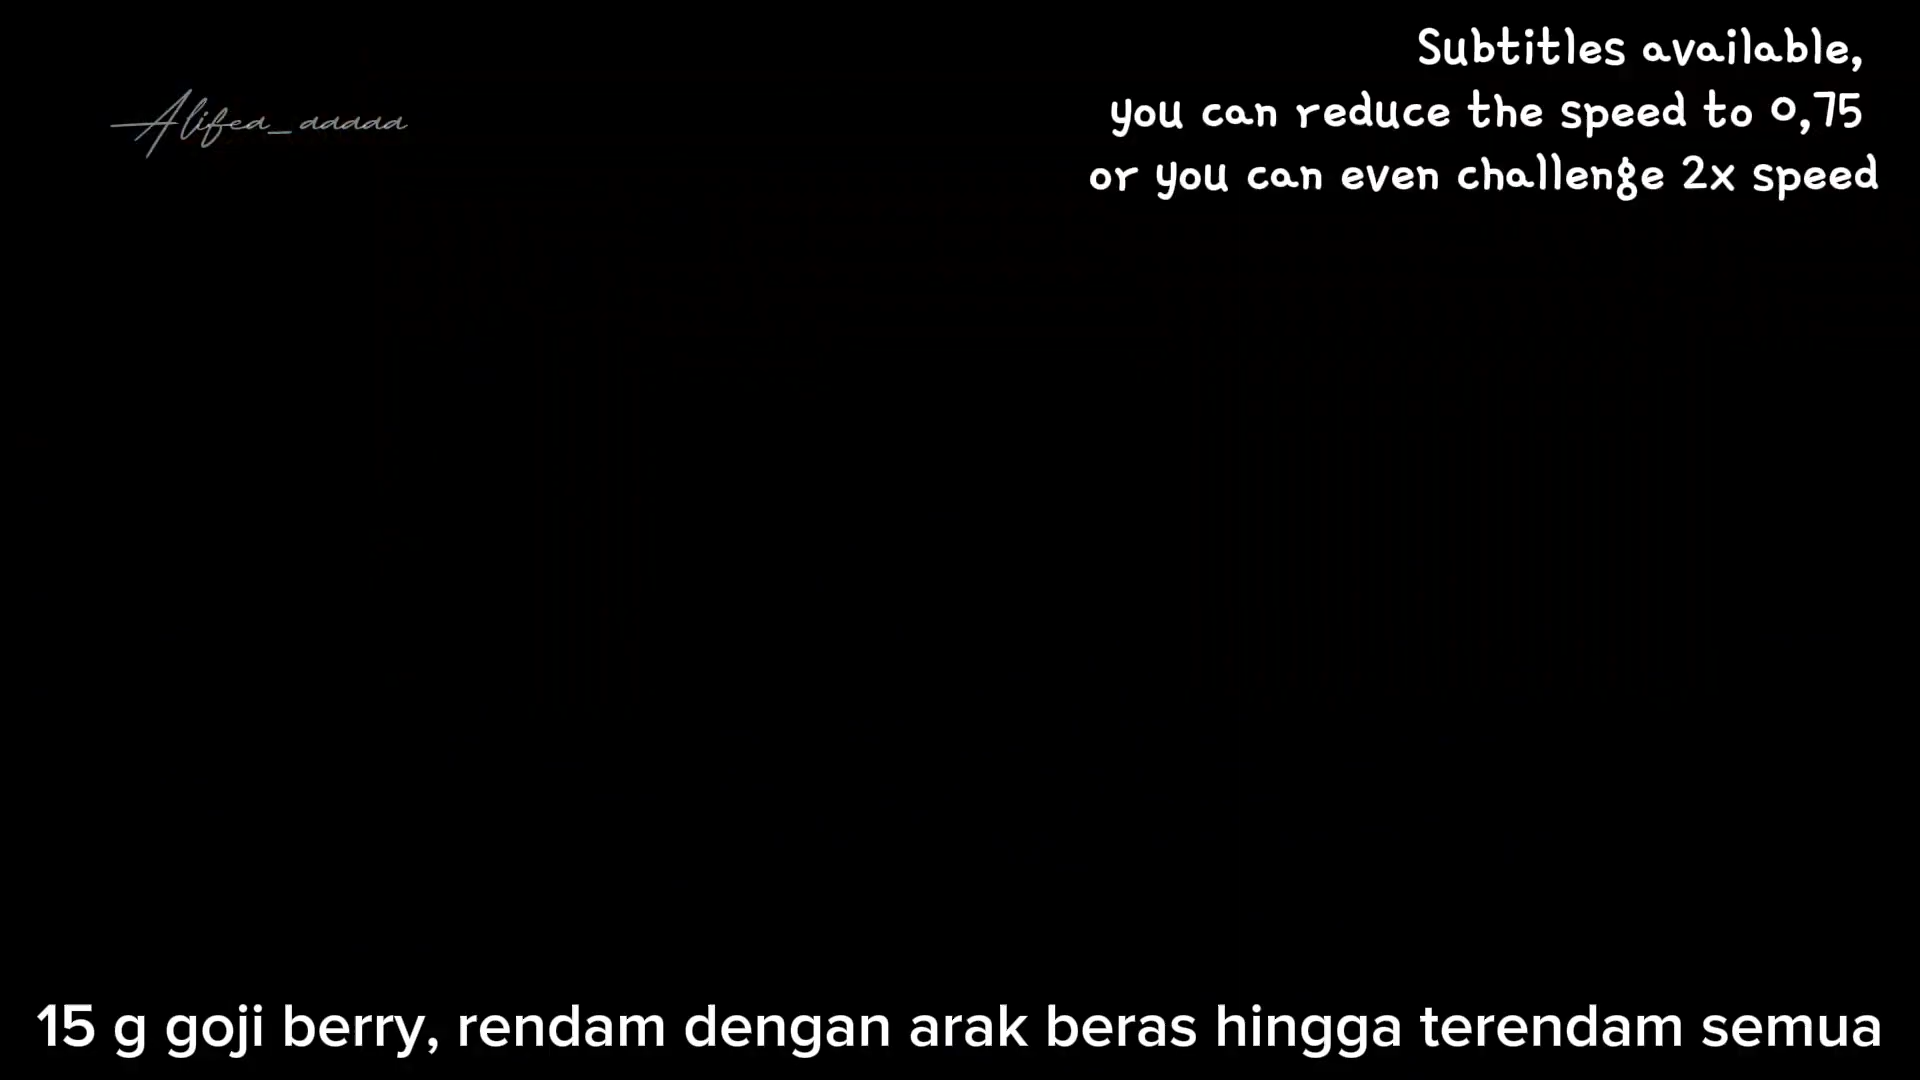 Subtitles available,
you can reduce the speed to 0,75
or you can even challenge 2x speed
Alifea_aaaaa
15 g goji berry, rendam dengan arak beras hingga terendam semua